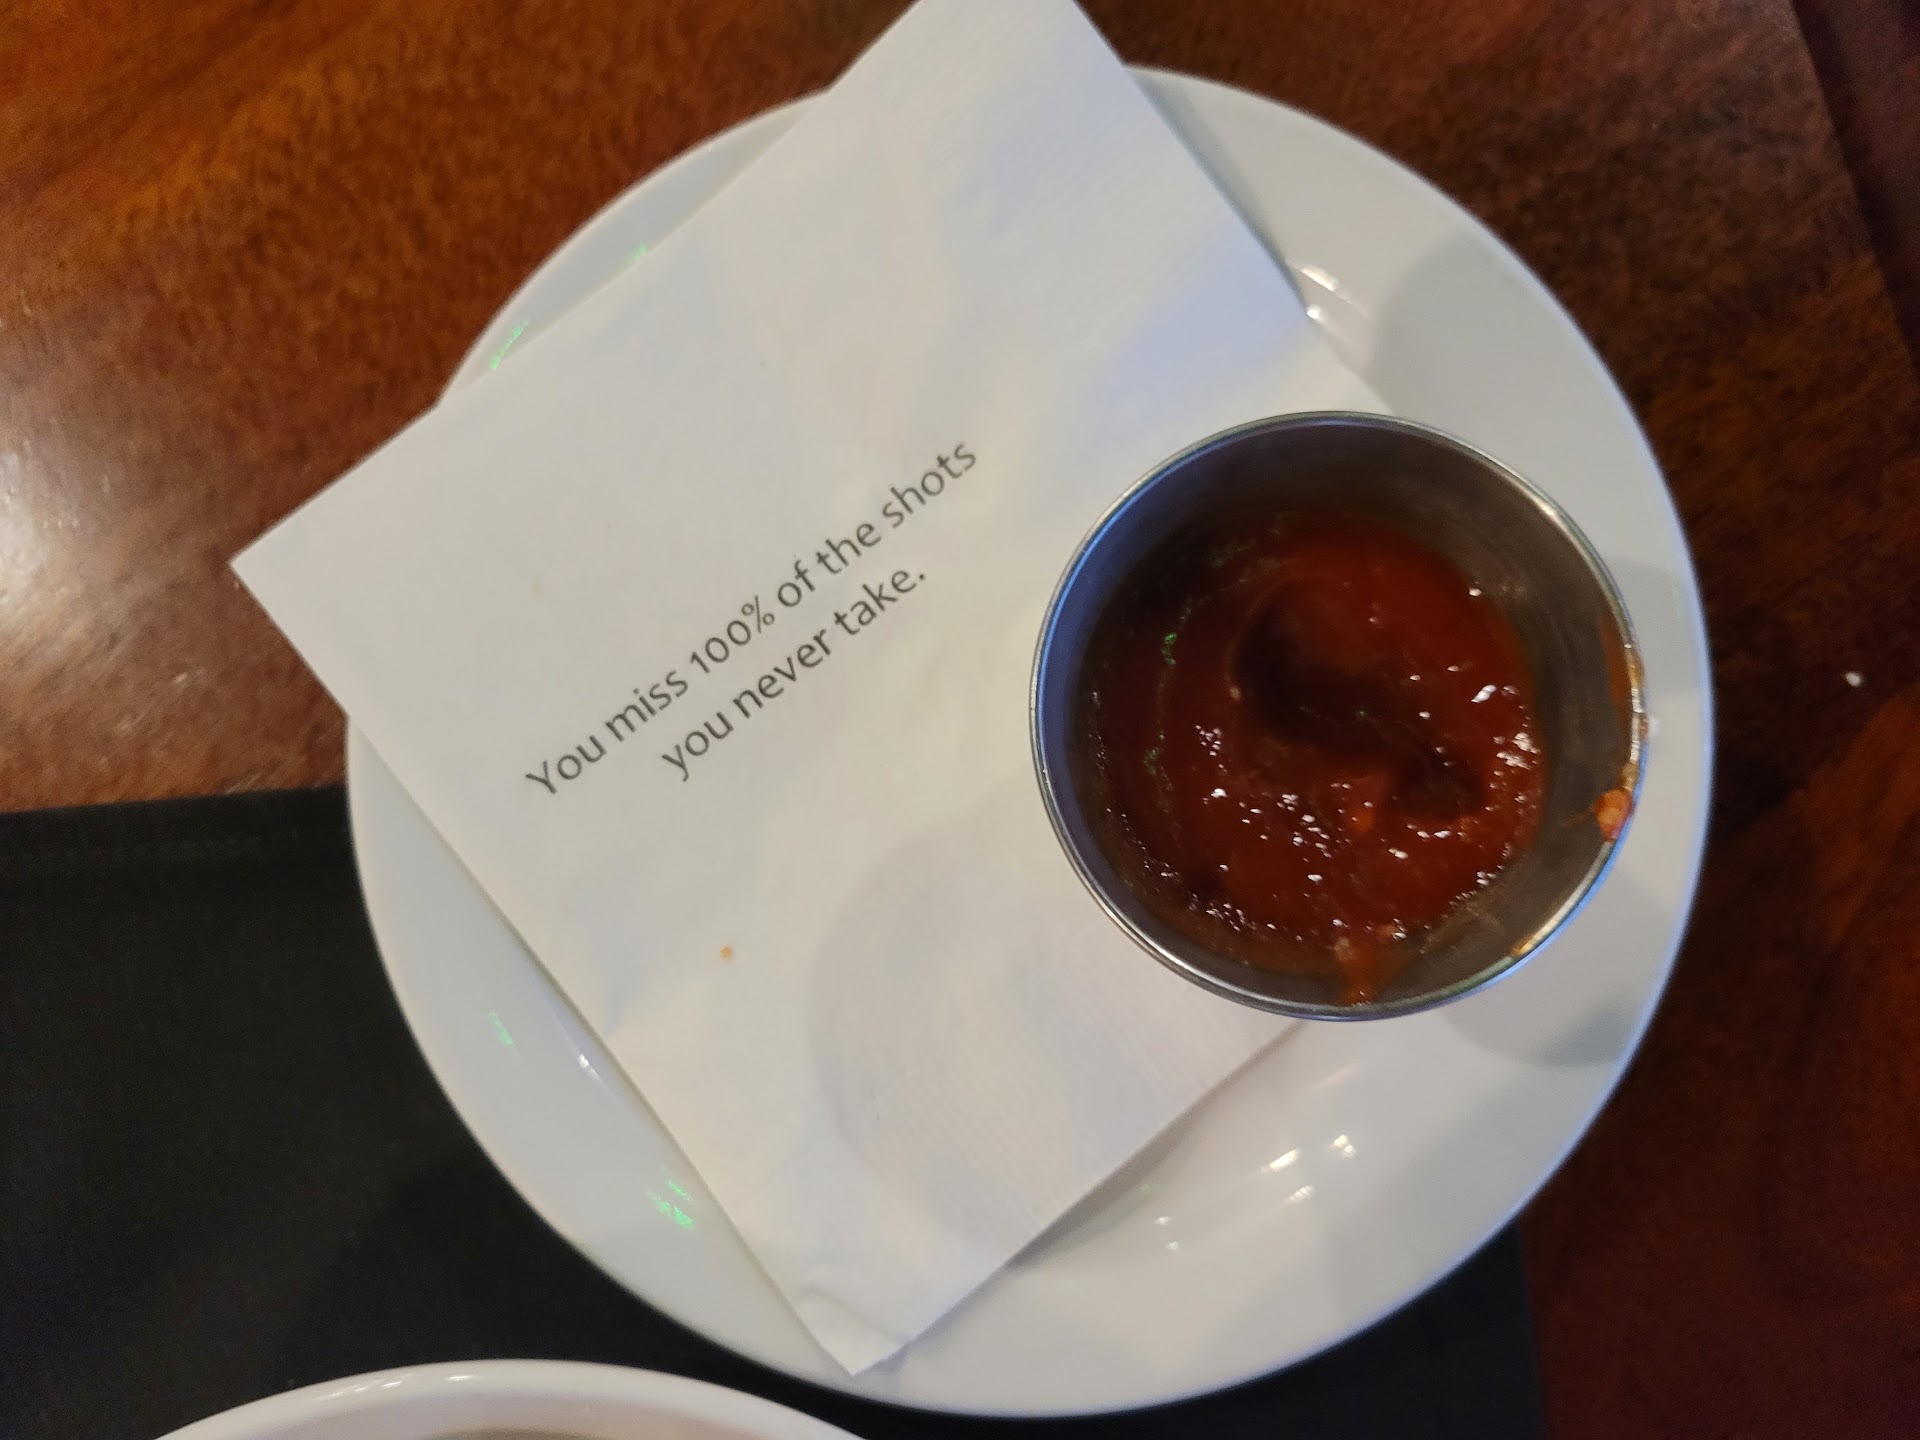 You miss 100% of the shots
you never take.